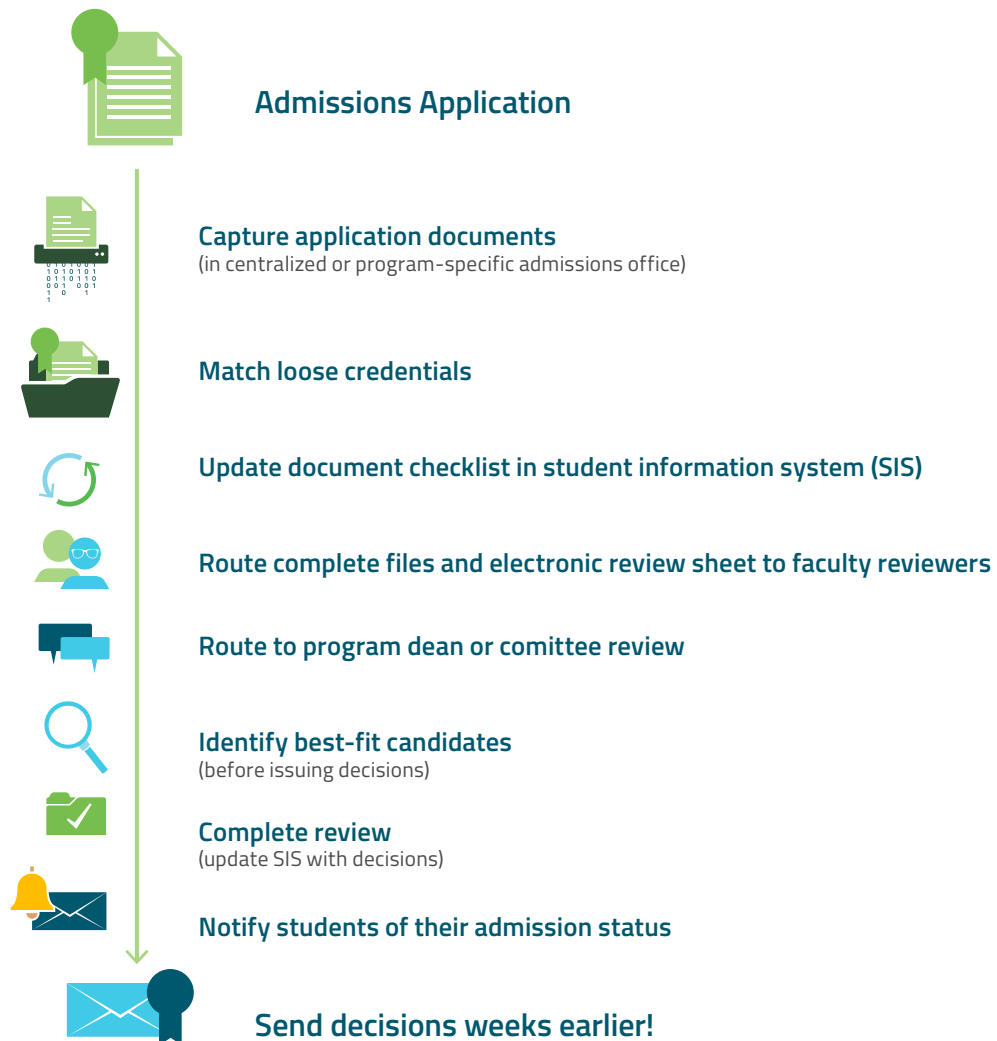 Admissions Application
Capture application documents
(in centralized or program-specific admissions office)
Match loose credentials
Update document checklist in student information system (SIS)
Route complete files and electronic review sheet to faculty reviewers
Route to program dean or comittee review
Identify best-fit candidates
(before issuing decisions)
Complete review
(update SIS with decisions)
Notify students of their admission status
Send decisions weeks earlier!